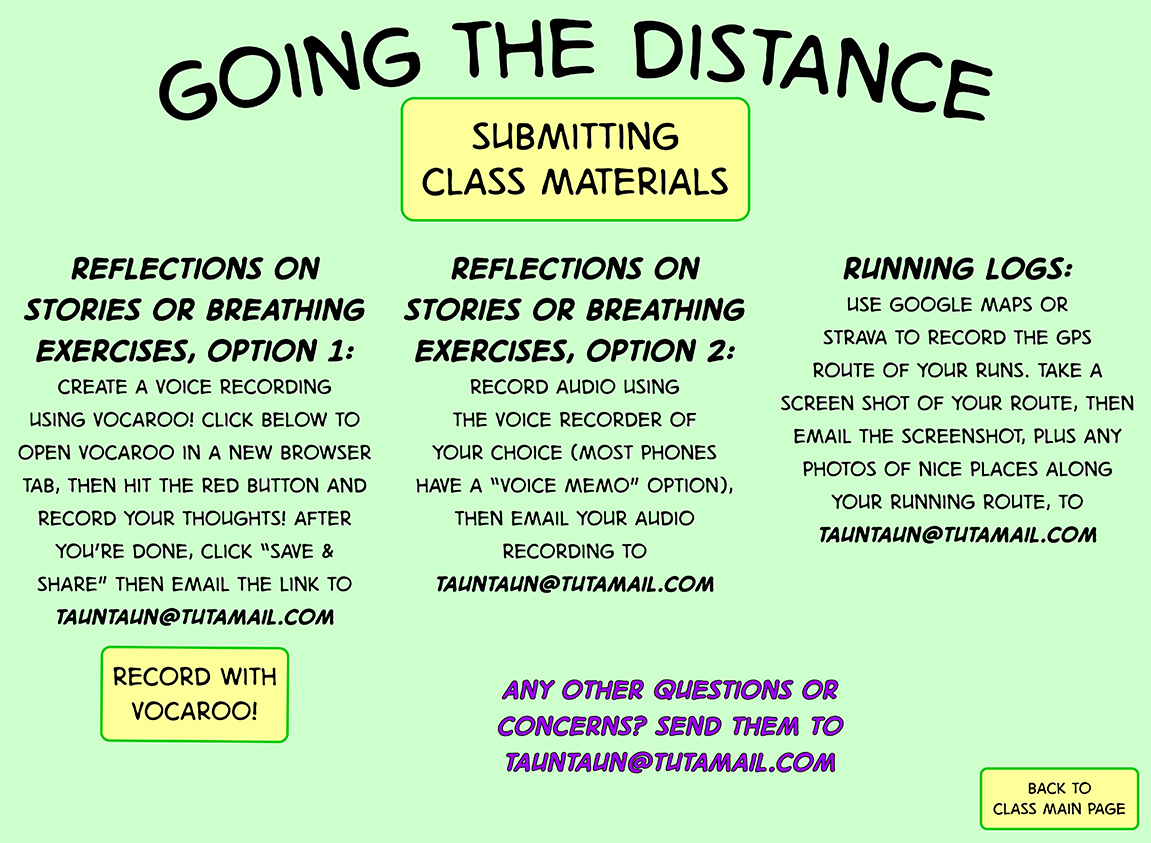 GOING THE DISTANCE
SUBMITTING
CLASS MATERIALS
REFLECTIONS ON
STORIES OR BREATHING
EXERCISES, OPTION 1:
CREATE A VOICE RECORDING
USING VOCAROO! CLICK BELOW TO
OPEN VOCAROO IN A NEW BROWSER
TAB, THEN HIT THE RED BUTTON AND
RECORD YOUR THOUGHTS! AFTER
YOU'RE DONE, CLICK "SAVE &
SHARE" THEN EMAIL THE LINK TO
TAUNTAUN@TUTAMAIL.COM
RECORD WITH
VOCAROO!
REFLECTIONS ON
STORIES OR BREATHING
EXERCISES, OPTION 2:
RECORD AUDIO USING
THE VOICE RECORDER OF
YOUR CHOICE (MOST PHONES
HAVE A "VOICE MEMO" OPTION),
THEN EMAIL YOUR AUDIO
RECORDING TO
TAUNTAUN@TUTAMAIL.COM
RUNNING LOGS:
USE GOOGLE MAPS OR
STRAVA TO RECORD THE GPS
ROUTE OF YOUR RUNS. TAKE A
SCREEN SHOT OF YOUR ROUTE, THEN
EMAIL THE SCREENSHOT, PLUS ANY
PHOTOS OF NICE PLACES ALONG
YOUR RUNNING ROUTE, TO
TAUNTAUN@TUTAMAIL.COM
ANY OTHER QUESTIONS OR
CONCERNS? SEND THEM TO
TAUNTAUN@TUTAMAIL.COM
BACK TO
CLASS MAIN PAGE